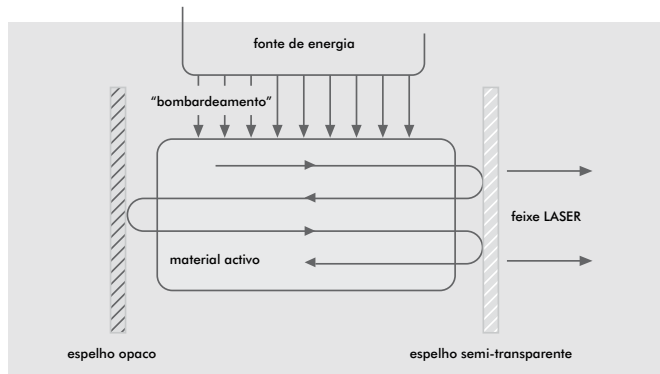 fonte de energia
“bombardeamento”
feixe LASER
material activo
espelho opaco
espelho semi-transparente